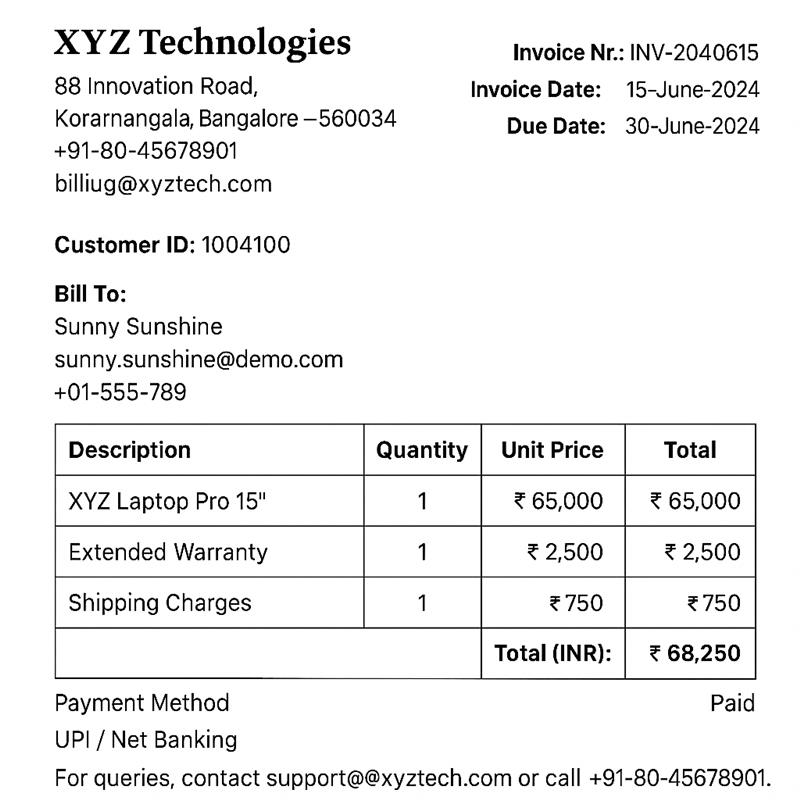 XYZ Technologies
88 Innovation Road,
Korarnangala, Bangalore –560034
+91-80-45678901
billiug@xyztech.com
Invoice Nr.: INV-2040615
Invoice Date: 15-June-2024
Due Date: 30-June-2024
Customer ID: 1004100
Bill To:
Sunny Sunshine
sunny.sunshine@demo.com
+01-555-789
Description Quantity Unit Price Total
XYZ Laptop Pro 15" 1 ₹ 65,000 ₹ 65,000
Extended Warranty 1 ₹ 2,500 ₹ 2,500
Shipping Charges 1 ₹ 750 ₹ 750
Total (INR): ₹ 68,250
Payment Method Paid
UPI / Net Banking
For queries, contact support@@xyztech.com or call +91-80-45678901.